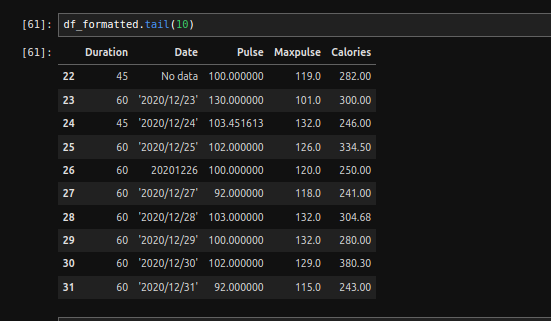 [61]: df_formatted.tail(10)
[61]: Duration Date Pulse Maxpulse Calories
22 45 No data 100.000000 119.0 282.00
23 60 '2020/12/23' 130.000000 101.0 300.00
24 45 '2020/12/24' 103.451613 132.0 246.00
25 60 '2020/12/25' 102.000000 126.0 334.50
26 60 20201226 100.000000 120.0 250.00
27 60 '2020/12/27' 92.000000 118.0 241.00
28 60 '2020/12/28' 103.000000 132.0 304.68
29 60 '2020/12/29' 100.000000 132.0 280.00
30 60 '2020/12/30' 102.000000 129.0 380.30
31 60 '2020/12/31' 92.000000 115.0 243.00